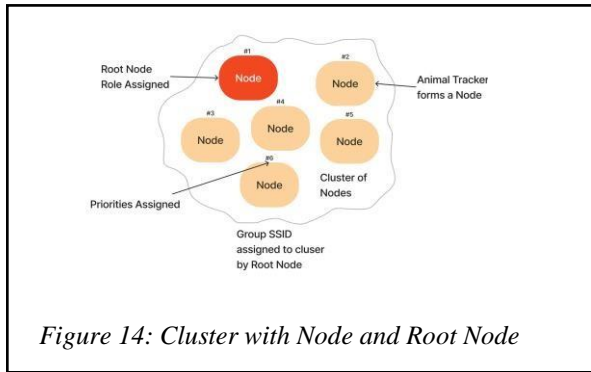 #1
#2
Root Node
Role Assigned
Node
Node
Animal Tracker
forms a Node
#4
#3
#5
Node
Node
Node
#6
Node
Cluster of
Nodes
Priorities Assigned
Group SSID
assigned to cluser
by Root Node
Figure 14: Cluster with Node and Root Node